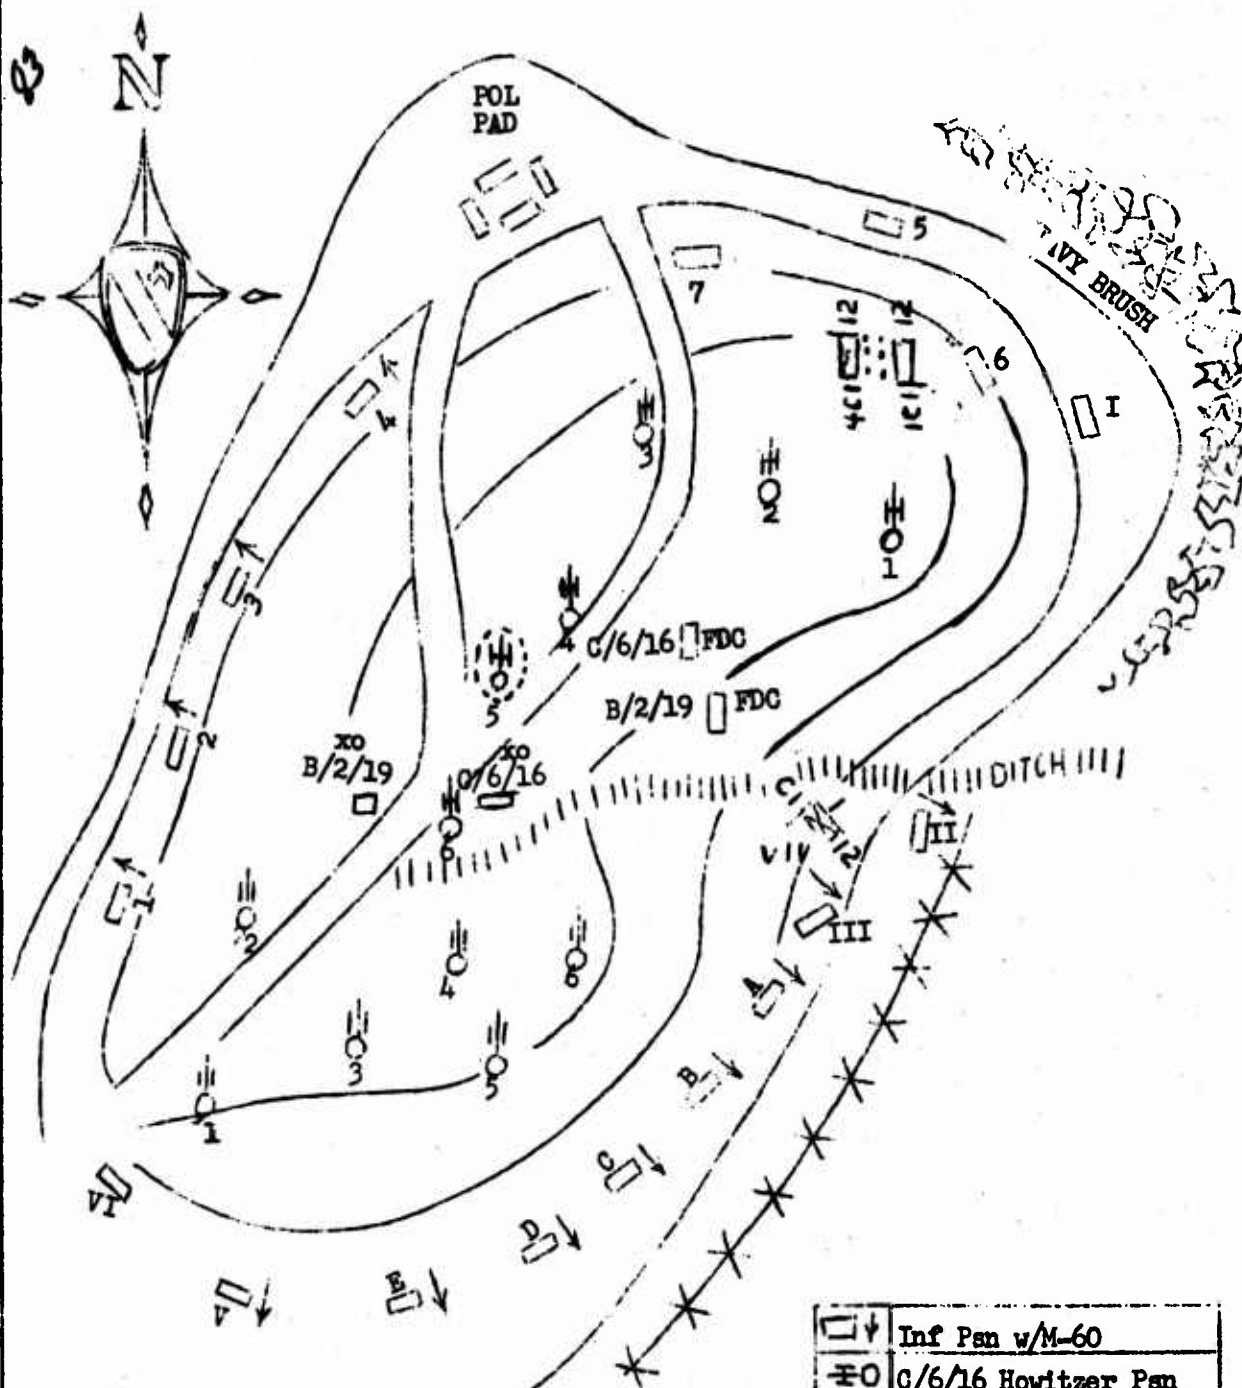 N
POL
PAD
5
BRUSH
7
12
12
6
4C1
1C1
I
4
3
2
1
3
C/6/16
FDC
4
B/2/19
FDC
5
2
XO
B/2/19
XO
C/6/16
DITCH
C1
6
II
12
VIV
1
2
III
4
6
A
3
5
B
1
C
VI
D
E
V
Inf Psn w/M-60
C/6/16 Howitzer Psn